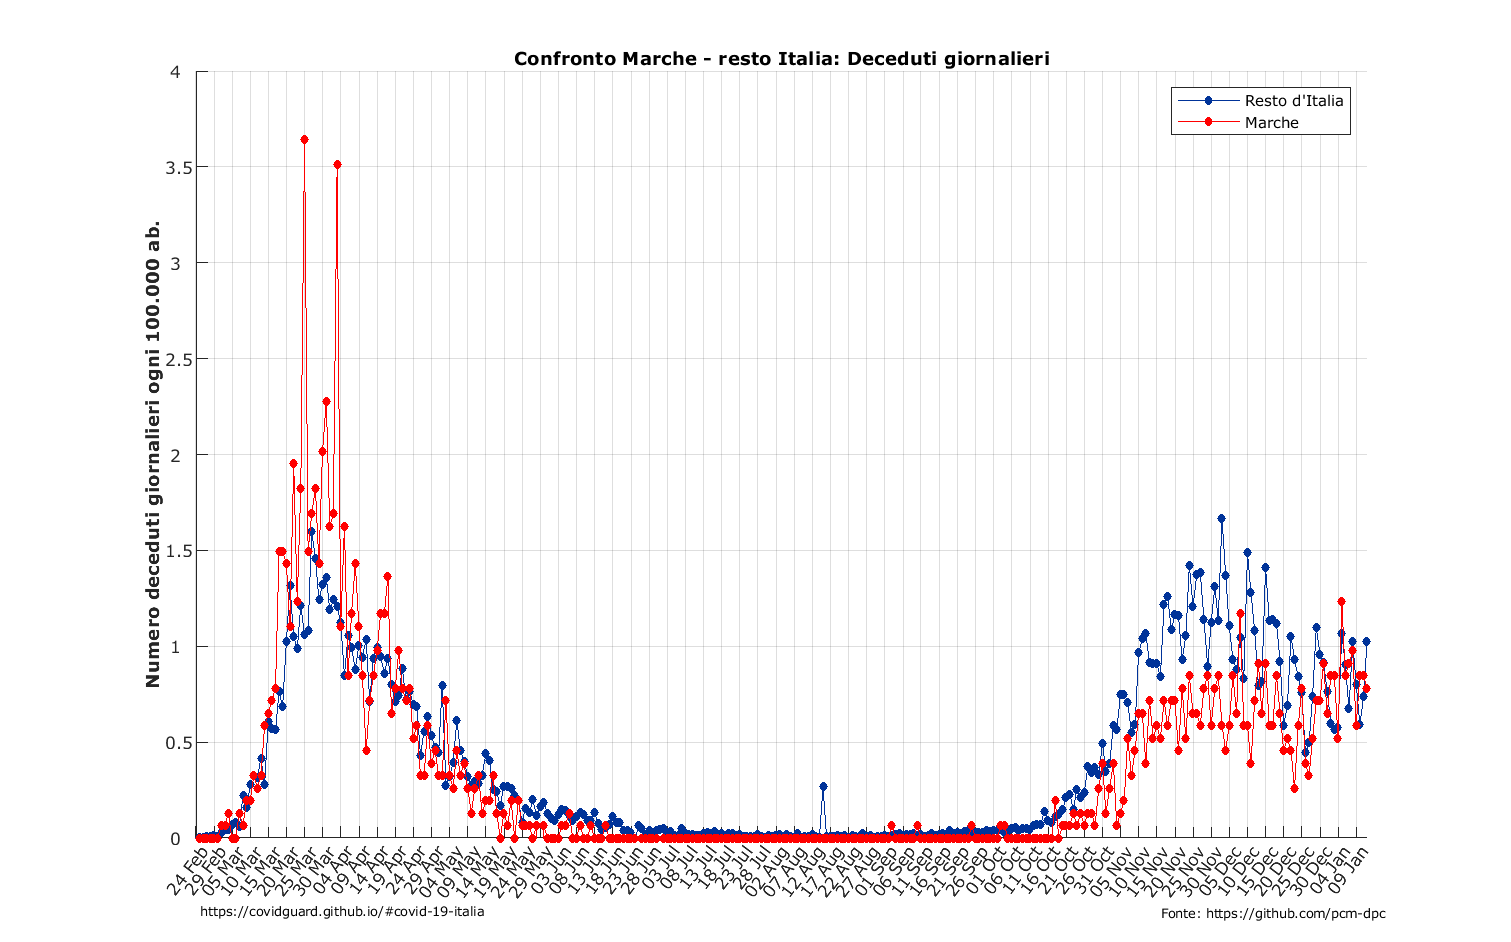 Confronto Marche - resto Italia: Deceduti giornalieri
Numero deceduti giornalieri ogni 100.000 ab.
4
3.5
3
2.5
2
1.5
1
0.5
0
Resto d'Italia
Marche
24 Feb
29 Feb
05 Mar
10 Mar
15 Mar
20 Mar
25 Mar
30 Mar
04 Apr
09 Apr
14 Apr
19 Apr
24 Apr
29 Apr
04 May
09 May
14 May
19 May
24 May
29 May
03 Jun
08 Jun
13 Jun
18 Jun
23 Jun
28 Jun
03 Jul
08 Jul
13 Jul
18 Jul
23 Jul
28 Jul
02 Aug
07 Aug
12 Aug
17 Aug
22 Aug
27 Aug
01 Sep
06 Sep
11 Sep
16 Sep
21 Sep
26 Sep
01 Oct
06 Oct
11 Oct
16 Oct
21 Oct
26 Oct
31 Oct
05 Nov
10 Nov
15 Nov
20 Nov
25 Nov
30 Nov
05 Dec
10 Dec
15 Dec
20 Dec
25 Dec
30 Dec
04 Jan
09 Jan
https://covidguard.github.io/#covid-19-italia
Fonte: https://github.com/pcm-dpc